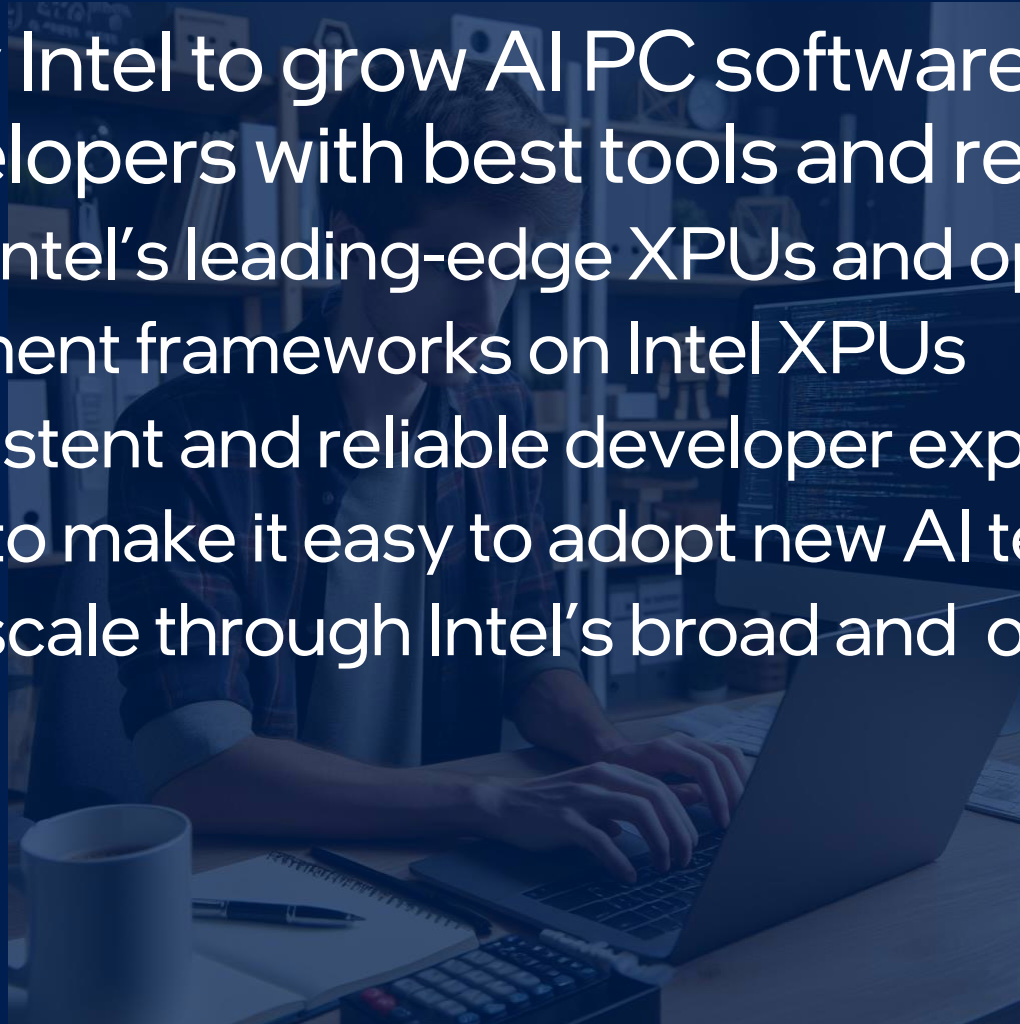 Intel to grow AI PC software
elopers with best tools and re
ntel’s leading-edge XPUs and op
ent frameworks on Intel XPUs
stent and reliable developer exp
to make it easy to adopt new AI te
scale through Intel’s broad and o